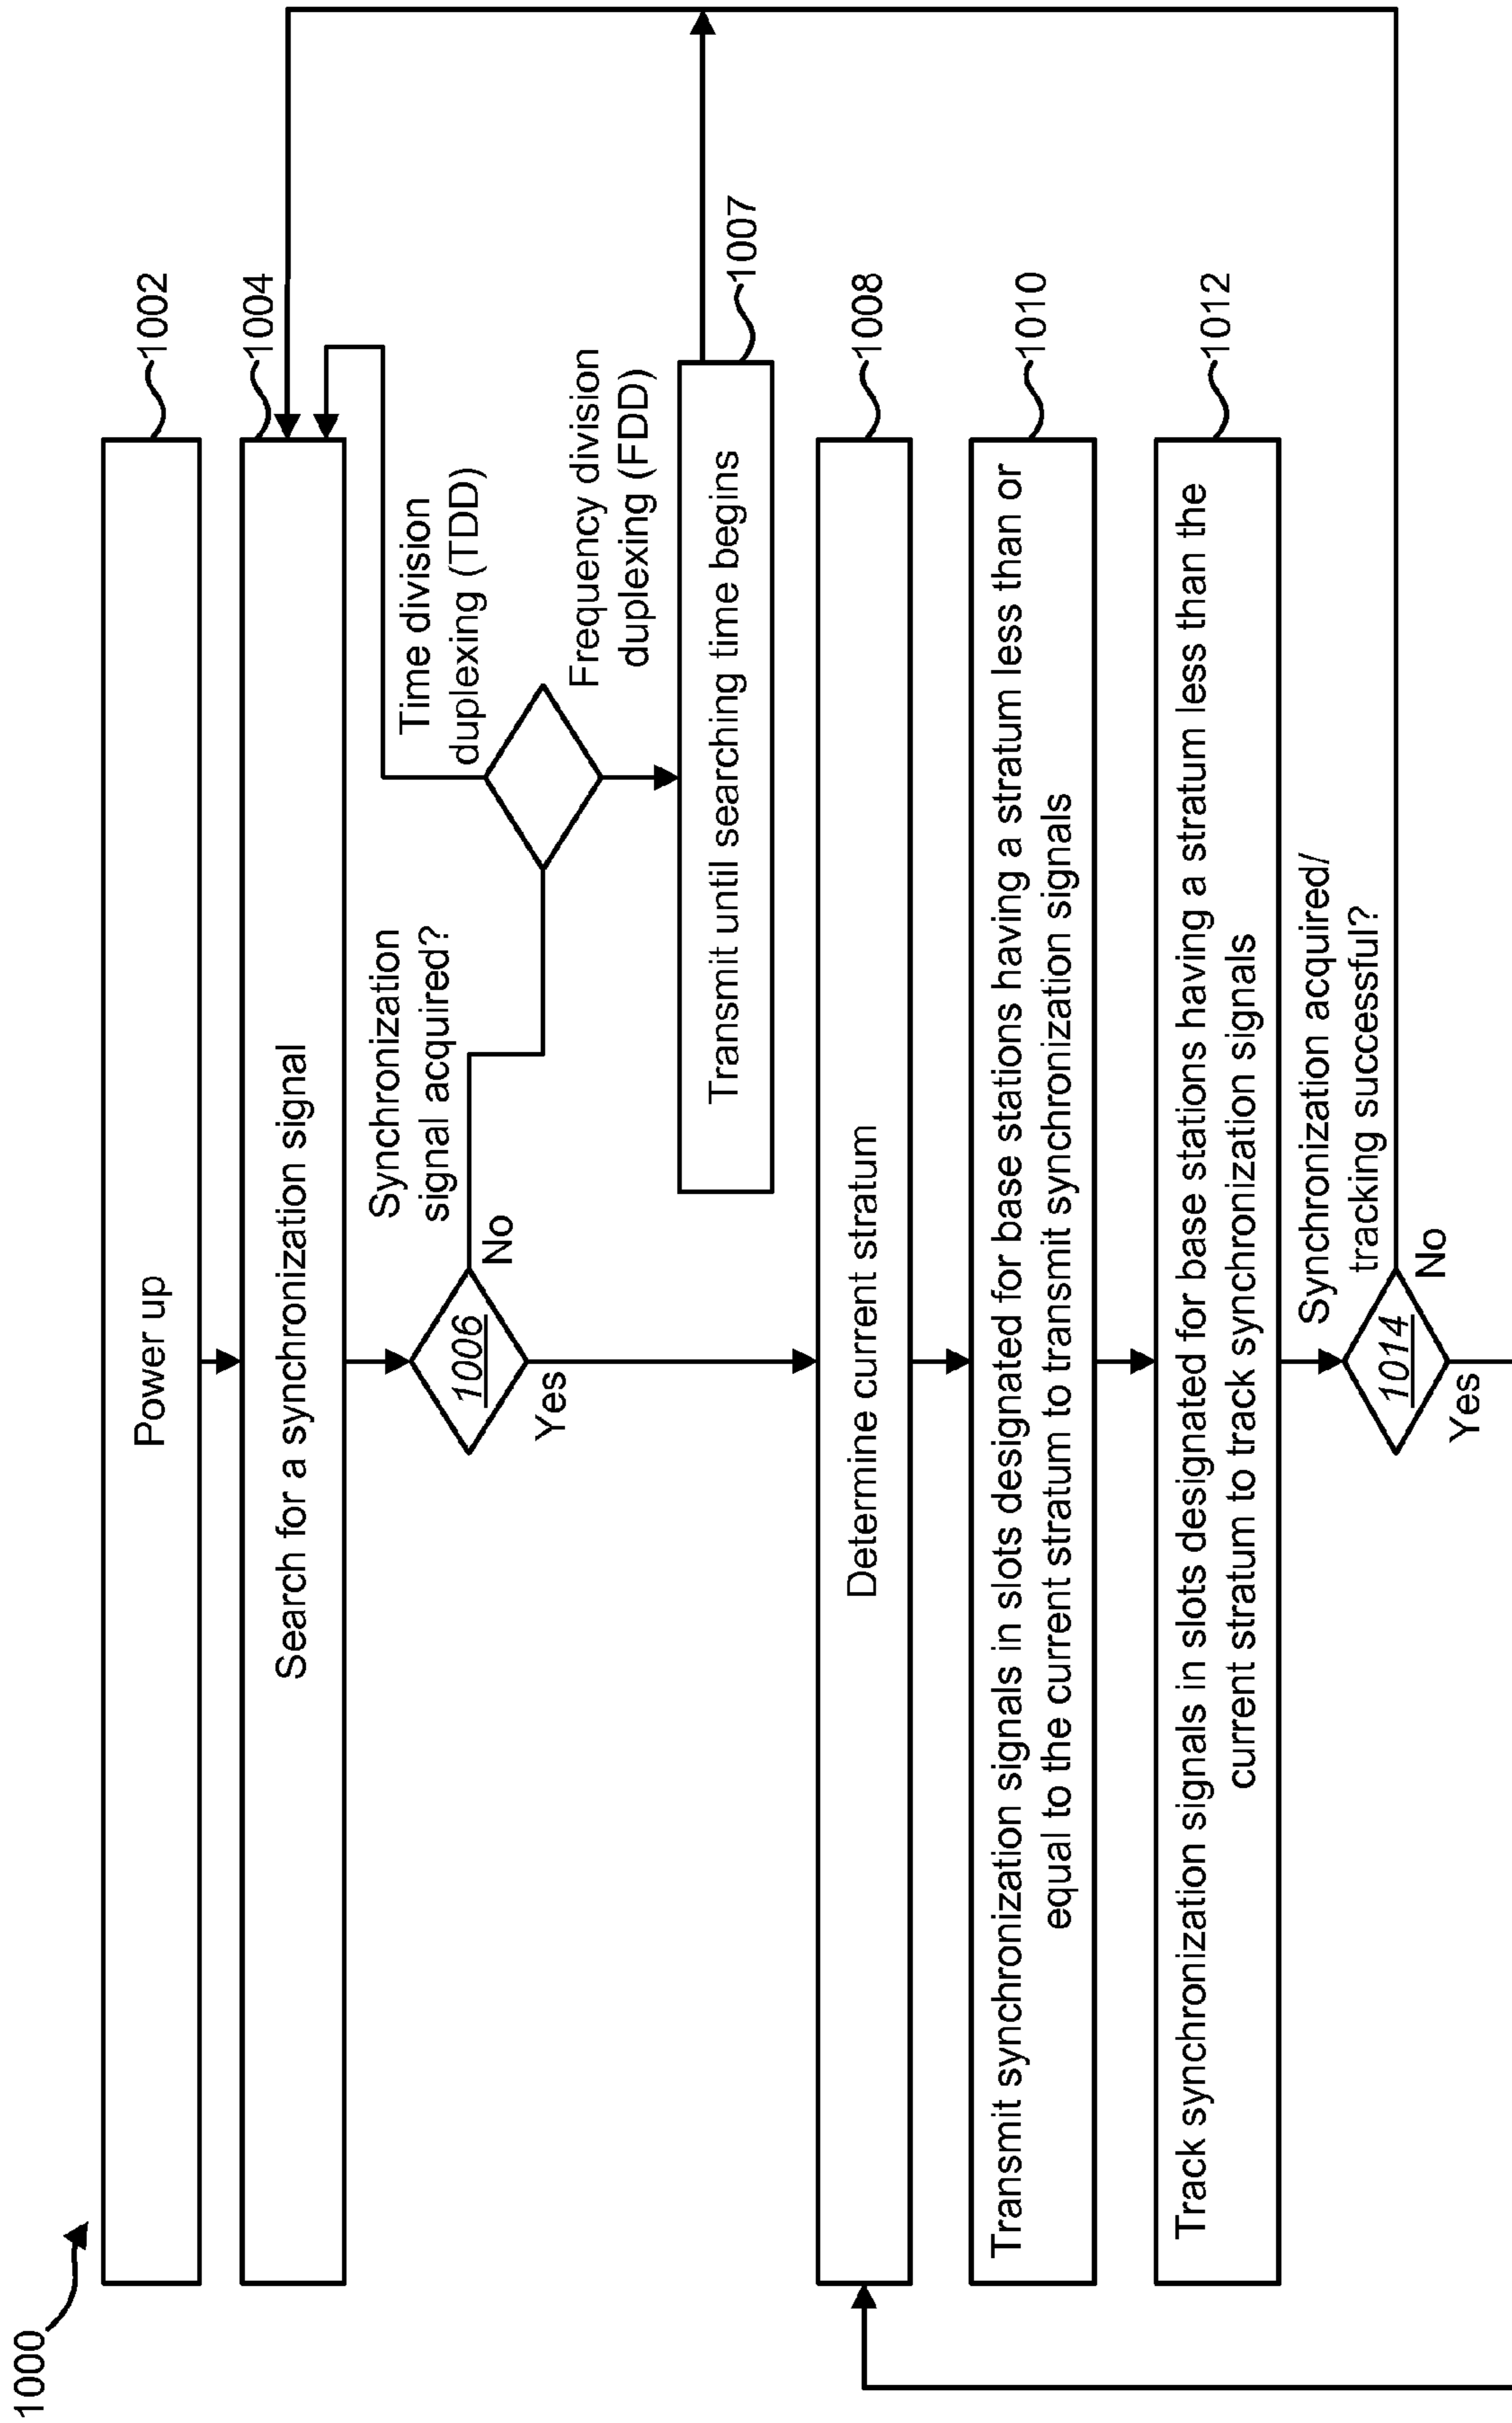 1000
Power up
1002
Search for a synchronization signal
1004
Synchronization
signal acquired?
1006
No
Yes
Time division
duplexing (TDD)
Frequency division
duplexing (FDD)
Transmit until searching time begins
1007
Determine current stratum
1008
Transmit synchronization signals in slots designated for base stations having a stratum less than or
equal to the current stratum to transmit synchronization signals
1010
Track synchronization signals in slots designated for base stations having a stratum less than the
current stratum to track synchronization signals
1012
Synchronization acquired/
tracking successful?
1014
No
Yes